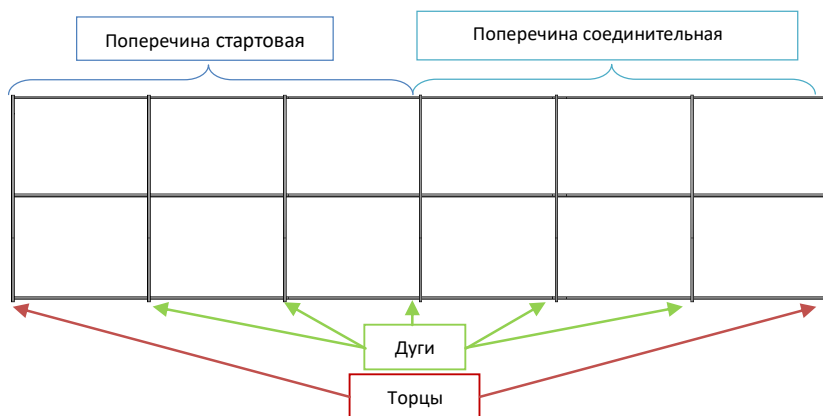 Поперечина стартовая
Поперечина соединительная
Дуги
Торцы